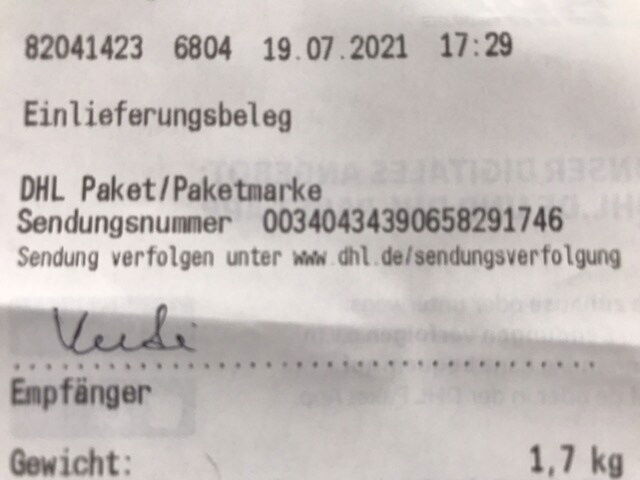 82041423 6804 19.07.2021 17:29
Einlieferungsbeleg
DHL Paket/Paketmarke
Sendungsnummer 00340434390658291746
Sendung verfolgen unter www.dhl.de/sendungsverfolgung
Empfänger
Gewicht: 1,7 kg